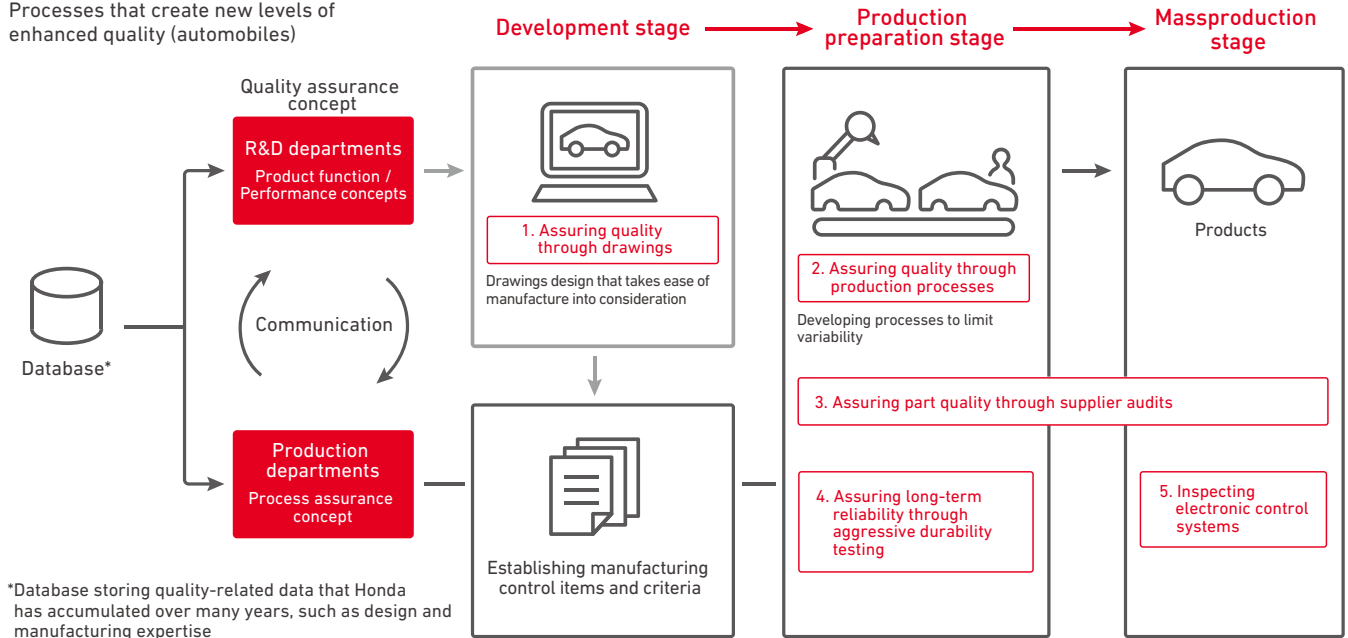 Processes that create new levels of
enhanced quality (automobiles)
Development stage
Production
preparation stage
Massproduction
stage
Quality assurance
concept
R&D departments
Product function /
Performance concepts
Communication
Database*
Production
departments
Process assurance
concept
1. Assuring quality
through drawings
Drawings design that takes ease of
manufacture into consideration
Establishing manufacturing
control items and criteria
2. Assuring quality through
production processes
Developing processes to limit
variability
Products
3. Assuring part quality through supplier audits
4. Assuring long-term
reliability through
aggressive durability
testing
5. Inspecting
electronic control
systems
*Database storing quality-related data that Honda
has accumulated over many years, such as design and
manufacturing expertise